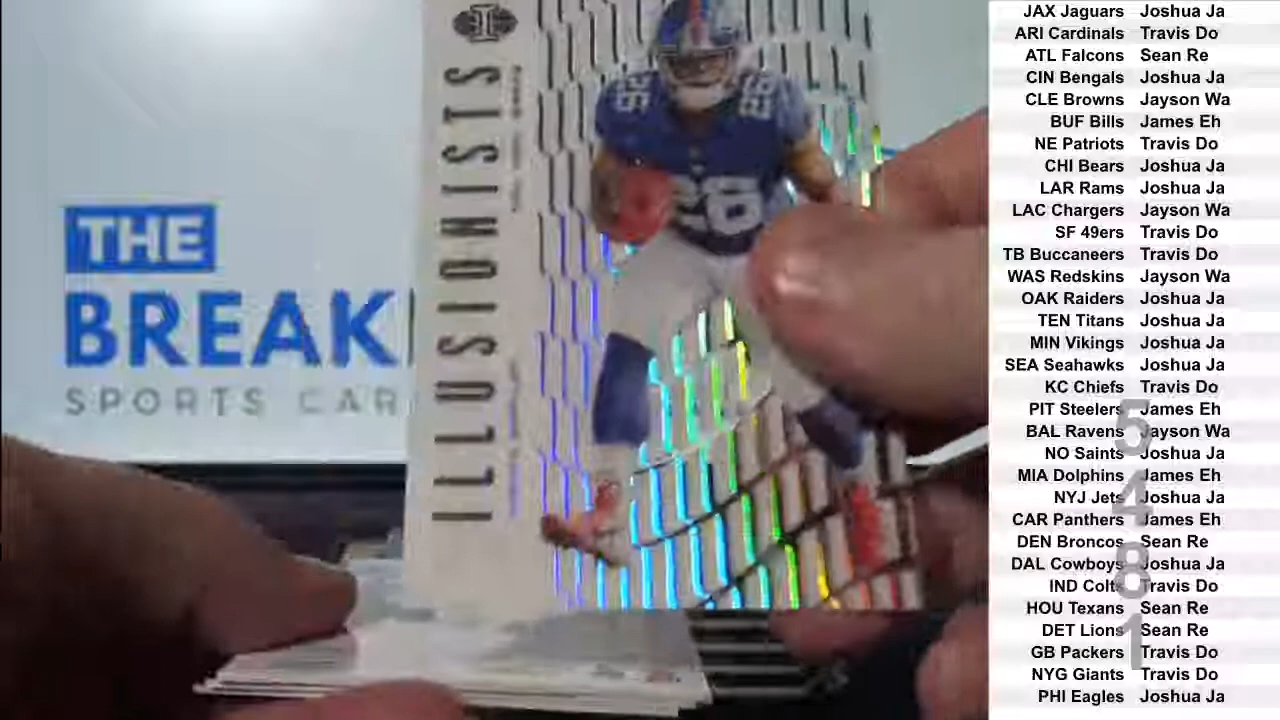 THE
BREAK
SPORTS CAR
ILLUSIONISTS
26
26
26
JAX Jaguars Joshua Ja
ARI Cardinals Travis Do
ATL Falcons Sean Re
CIN Bengals Joshua Ja
CLE Browns Jayson Wa
BUF Bills James Eh
NE Patriots Travis Do
CHI Bears Joshua Ja
LAR Rams Joshua Ja
LAC Chargers Jayson Wa
SF 49ers Travis Do
TB Buccaneers Travis Do
WAS Redskins Jayson Wa
OAK Raiders Joshua Ja
TEN Titans Joshua Ja
MIN Vikings Joshua Ja
SEA Seahawks Joshua Ja
KC Chiefs Travis Do
PIT Steelers James Eh
BAL Ravens Jayson Wa
NO Saints Joshua Ja
MIA Dolphins James Eh
NYJ Jets Joshua Ja
CAR Panthers James Eh
DEN Broncos Sean Re
DAL Cowboys Joshua Ja
IND Colts Travis Do
HOU Texans Sean Re
DET Lions Sean Re
GB Packers Travis Do
NYG Giants Travis Do
PHI Eagles Joshua Ja
5481